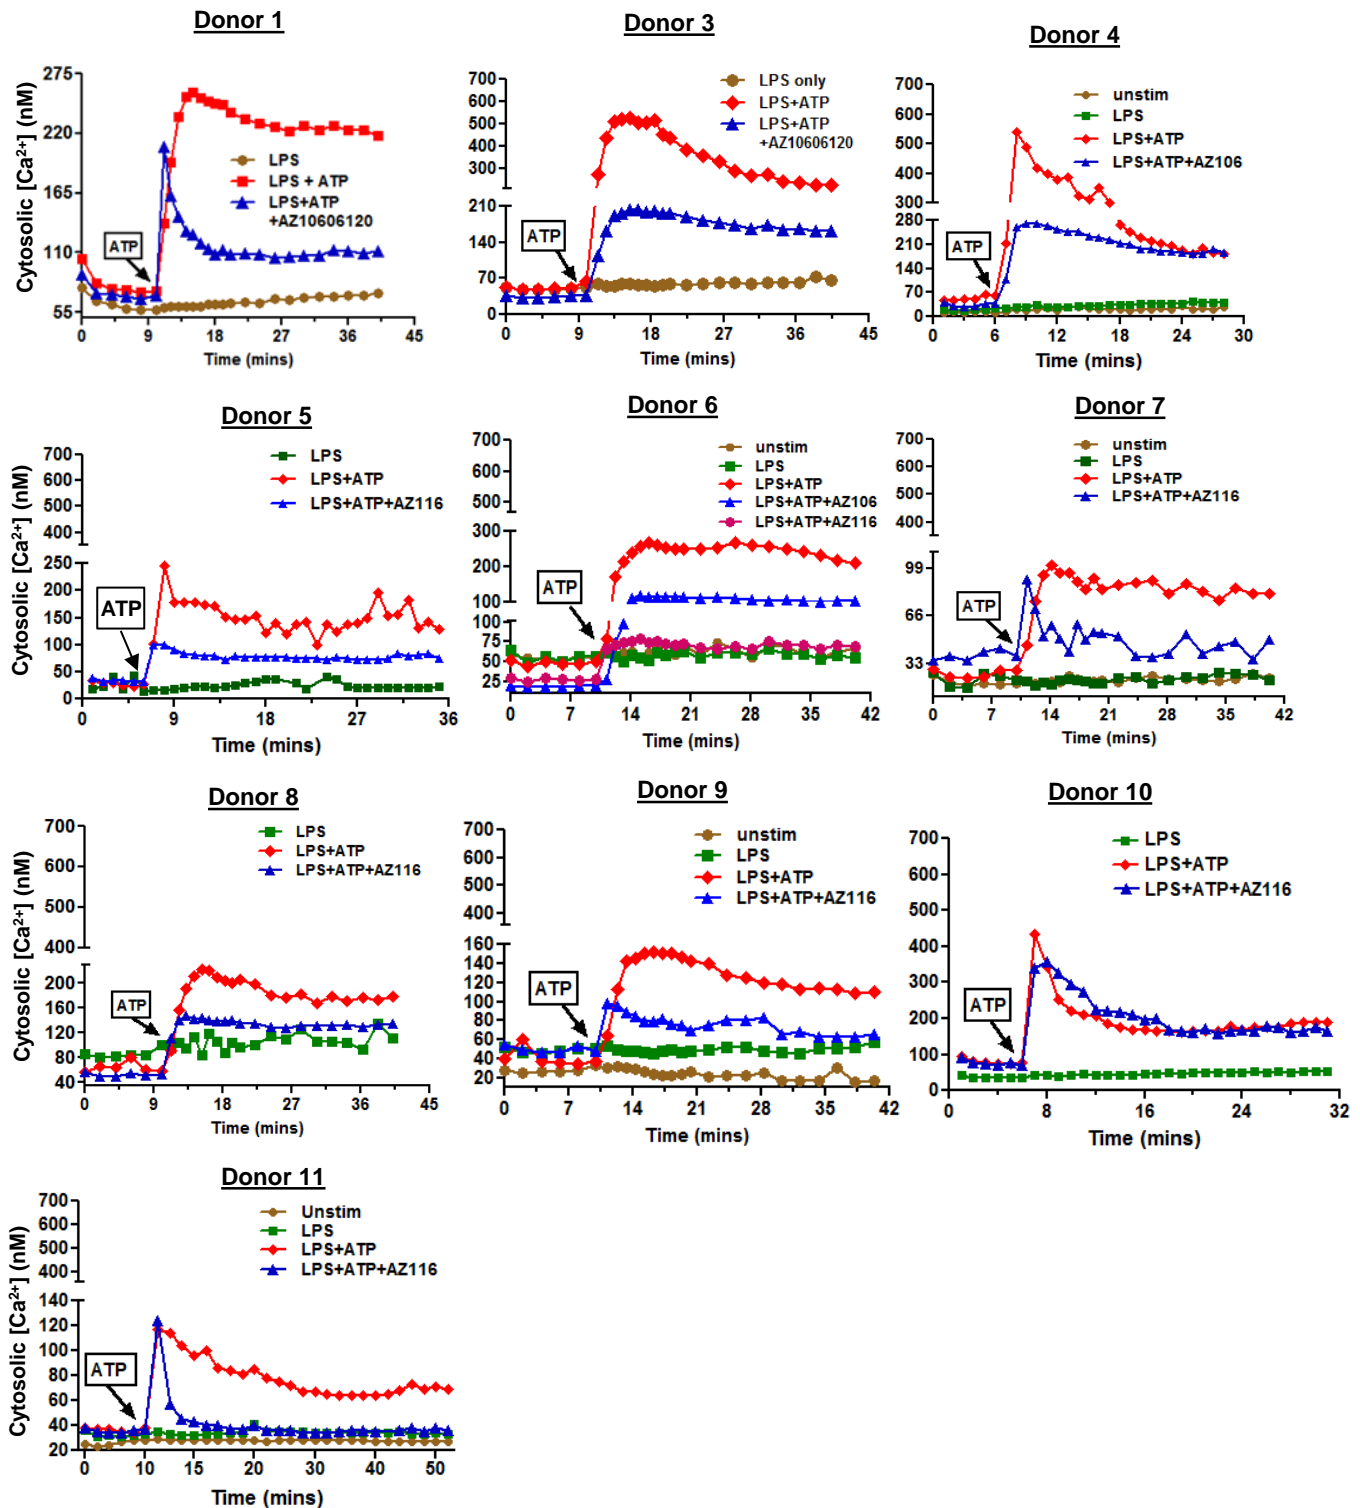 Donor 1
Cytosolic [Ca²⁺] (nM)
275
220
165
110
55
LPS
LPS + ATP
LPS+ATP
+AZ10606120
ATP
0 9 18 27 36 45
Time (mins)
Donor 3
700
600
500
400
300
210
140
70
0
LPS only
LPS+ATP
LPS+ATP
+AZ10606120
ATP
0 9 18 27 36 45
Time (mins)
Donor 4
700
600
500
400
300
280
210
140
70
0
unstim
LPS
LPS+ATP
LPS+ATP+AZ106
ATP
0 6 12 18 24 30
Time (mins)
Donor 5
Cytosolic [Ca²⁺] (nM)
700
600
500
400
250
200
150
100
50
0
LPS
LPS+ATP
LPS+ATP+AZ116
ATP
0 9 18 27 36
Time (mins)
Donor 6
700
600
500
300
200
100
100
75
50
25
unstim
LPS
LPS+ATP
LPS+ATP+AZ106
LPS+ATP+AZ116
ATP
0 7 14 21 28 35 42
Time (mins)
Donor 7
700
600
500
400
99
66
33
unstim
LPS
LPS+ATP
LPS+ATP+AZ116
ATP
0 7 14 21 28 35 42
Time (mins)
Donor 8
Cytosolic [Ca²⁺] (nM)
700
600
500
400
200
160
120
80
40
LPS
LPS+ATP
LPS+ATP+AZ116
ATP
0 9 18 27 36 45
Time (mins)
Donor 9
700
600
500
400
160
140
120
100
80
60
40
20
unstim
LPS
LPS+ATP
LPS+ATP+AZ116
ATP
0 7 14 21 28 35 42
Time (mins)
Donor 10
700
600
500
400
300
200
100
0
LPS
LPS+ATP
LPS+ATP+AZ116
ATP
0 8 16 24 32
Time (mins)
Donor 11
Cytosolic [Ca²⁺] (nM)
700
600
500
400
140
120
100
80
60
40
20
Unstim
LPS
LPS+ATP
LPS+ATP+AZ116
ATP
0 10 15 20 30 40 50
Time (mins)